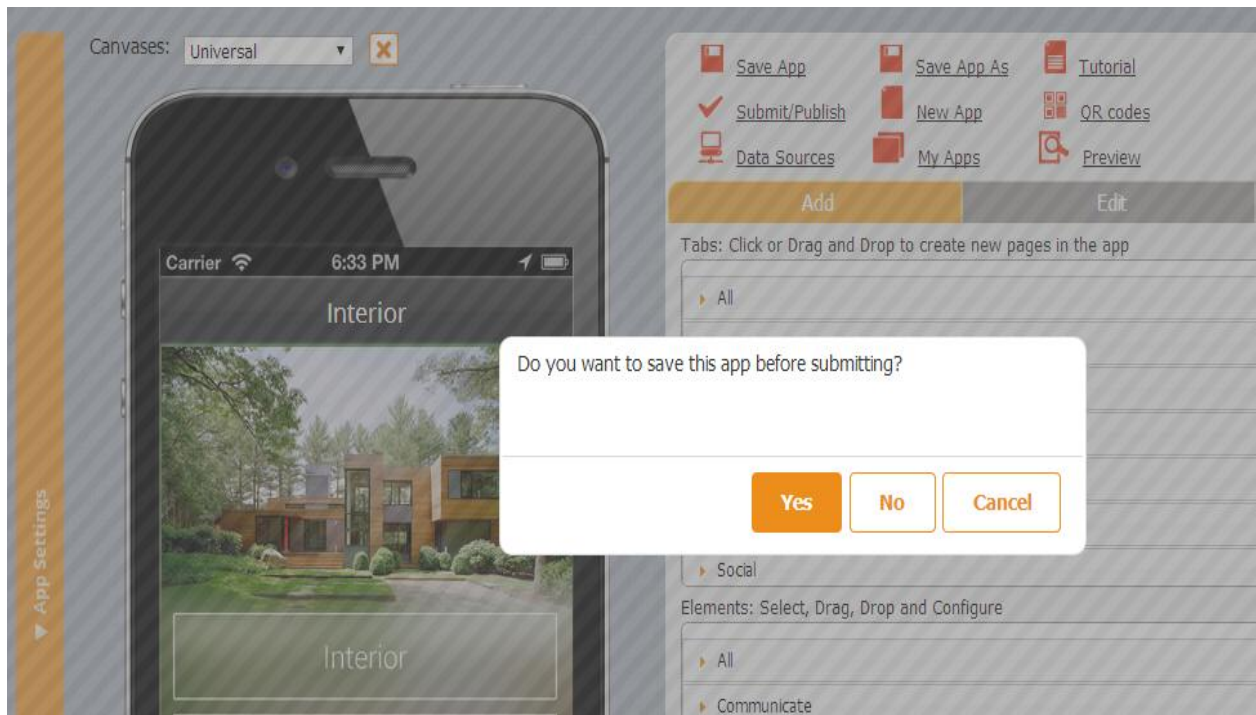 Canvases: Universal
Save App Save App As Tutorial
Submit/Publish New App QR codes
Data Sources My Apps Preview
Add Edit
Tabs: Click or Drag and Drop to create new pages in the app
All
Social
Elements: Select, Drag, Drop and Configure
All
Communicate
App Settings
Carrier 6:33 PM
Interior
Interior
Do you want to save this app before submitting?
Yes No Cancel